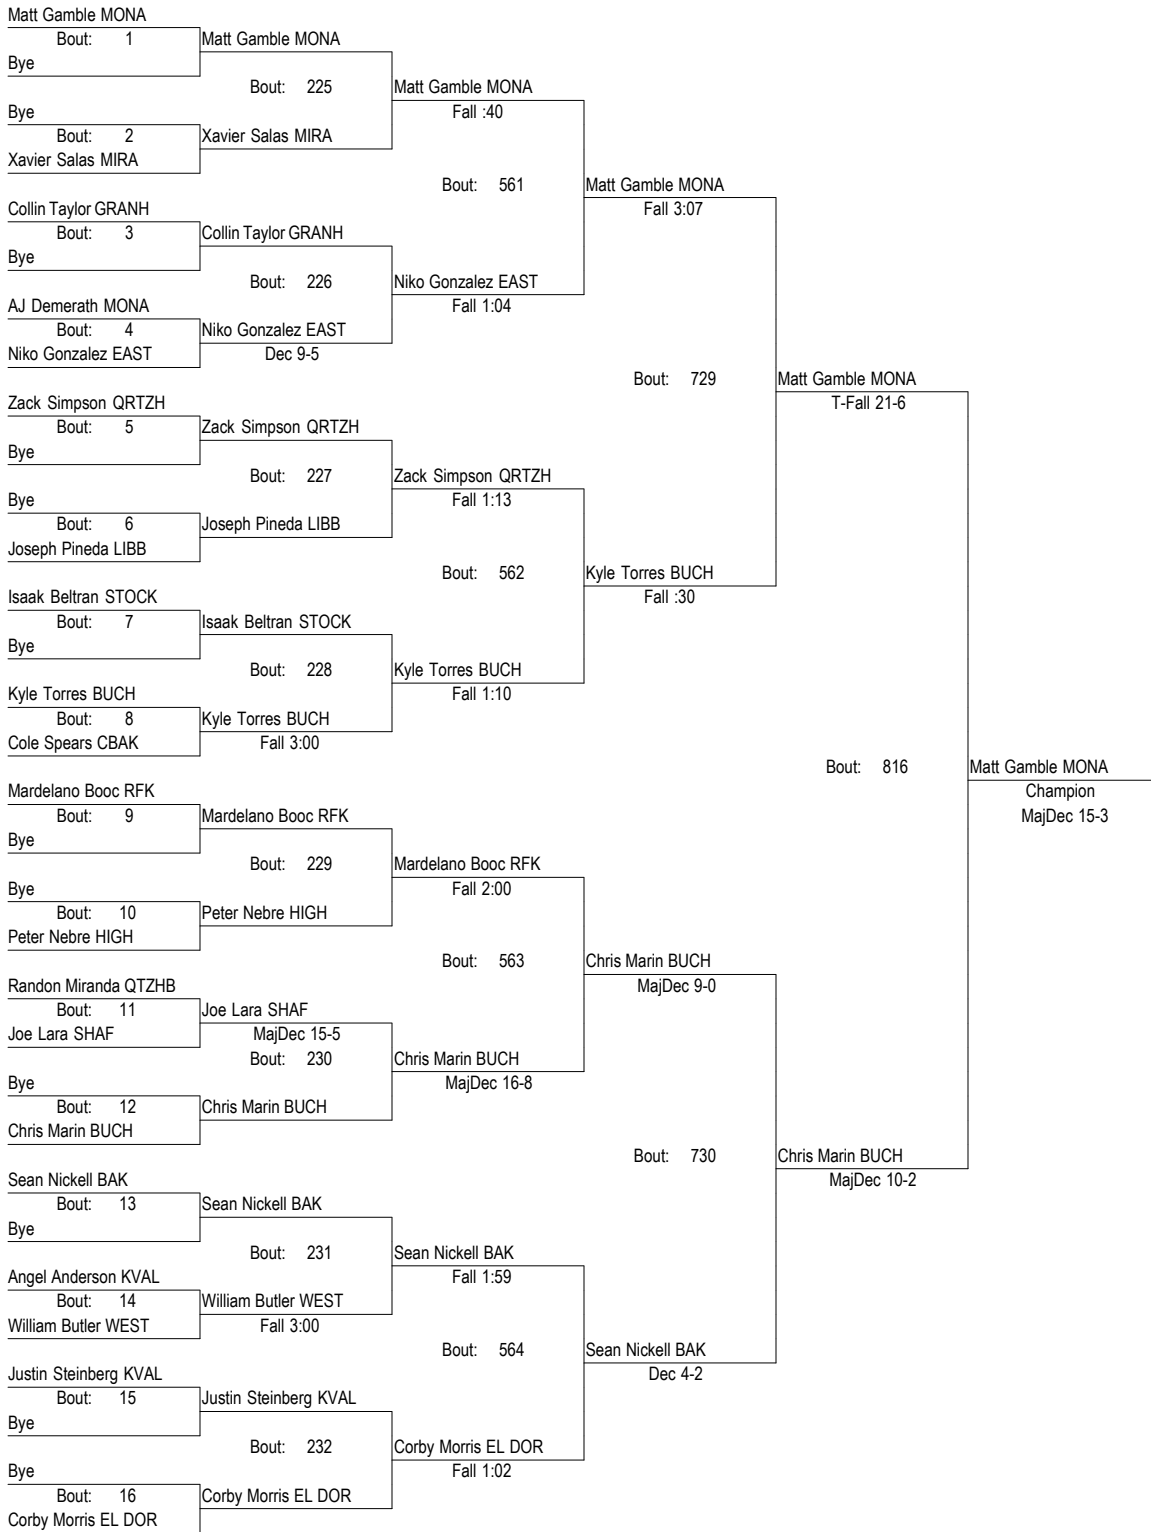 Matt Gamble MONA
Bout: 1
Matt Gamble MONA
Bye
Bout: 225
Matt Gamble MONA
Bye
Fall :40
Bout: 2
Xavier Salas MIRA
Xavier Salas MIRA
Bout: 561
Matt Gamble MONA
Collin Taylor GRANH
Fall 3:07
Bout: 3
Collin Taylor GRANH
Bye
Bout: 226
Niko Gonzalez EAST
AJ Demerath MONA
Fall 1:04
Bout: 4
Niko Gonzalez EAST
Niko Gonzalez EAST
Dec 9-5
Bout: 729
Matt Gamble MONA
Zack Simpson QRTZH
T-Fall 21-6
Bout: 5
Zack Simpson QRTZH
Bye
Bout: 227
Zack Simpson QRTZH
Bye
Fall 1:13
Bout: 6
Joseph Pineda LIBB
Joseph Pineda LIBB
Bout: 562
Kyle Torres BUCH
Isaak Beltran STOCK
Fall :30
Bout: 7
Isaak Beltran STOCK
Bye
Bout: 228
Kyle Torres BUCH
Kyle Torres BUCH
Fall 1:10
Bout: 8
Kyle Torres BUCH
Cole Spears CBAK
Fall 3:00
Bout: 816
Matt Gamble MONA
Mardelano Booc RFK
Champion
Bout: 9
Mardelano Booc RFK
MajDec 15-3
Bye
Bout: 229
Mardelano Booc RFK
Bye
Fall 2:00
Bout: 10
Peter Nebre HIGH
Peter Nebre HIGH
Bout: 563
Chris Marin BUCH
Randon Miranda QTZHB
MajDec 9-0
Bout: 11
Joe Lara SHAF
Joe Lara SHAF
MajDec 15-5
Bout: 230
Chris Marin BUCH
Bye
MajDec 16-8
Bout: 12
Chris Marin BUCH
Chris Marin BUCH
Bout: 730
Chris Marin BUCH
Sean Nickell BAK
MajDec 10-2
Bout: 13
Sean Nickell BAK
Bye
Bout: 231
Sean Nickell BAK
Angel Anderson KVAL
Fall 1:59
Bout: 14
William Butler WEST
William Butler WEST
Fall 3:00
Bout: 564
Sean Nickell BAK
Justin Steinberg KVAL
Dec 4-2
Bout: 15
Justin Steinberg KVAL
Bye
Bout: 232
Corby Morris EL DOR
Bye
Fall 1:02
Bout: 16
Corby Morris EL DOR
Corby Morris EL DOR